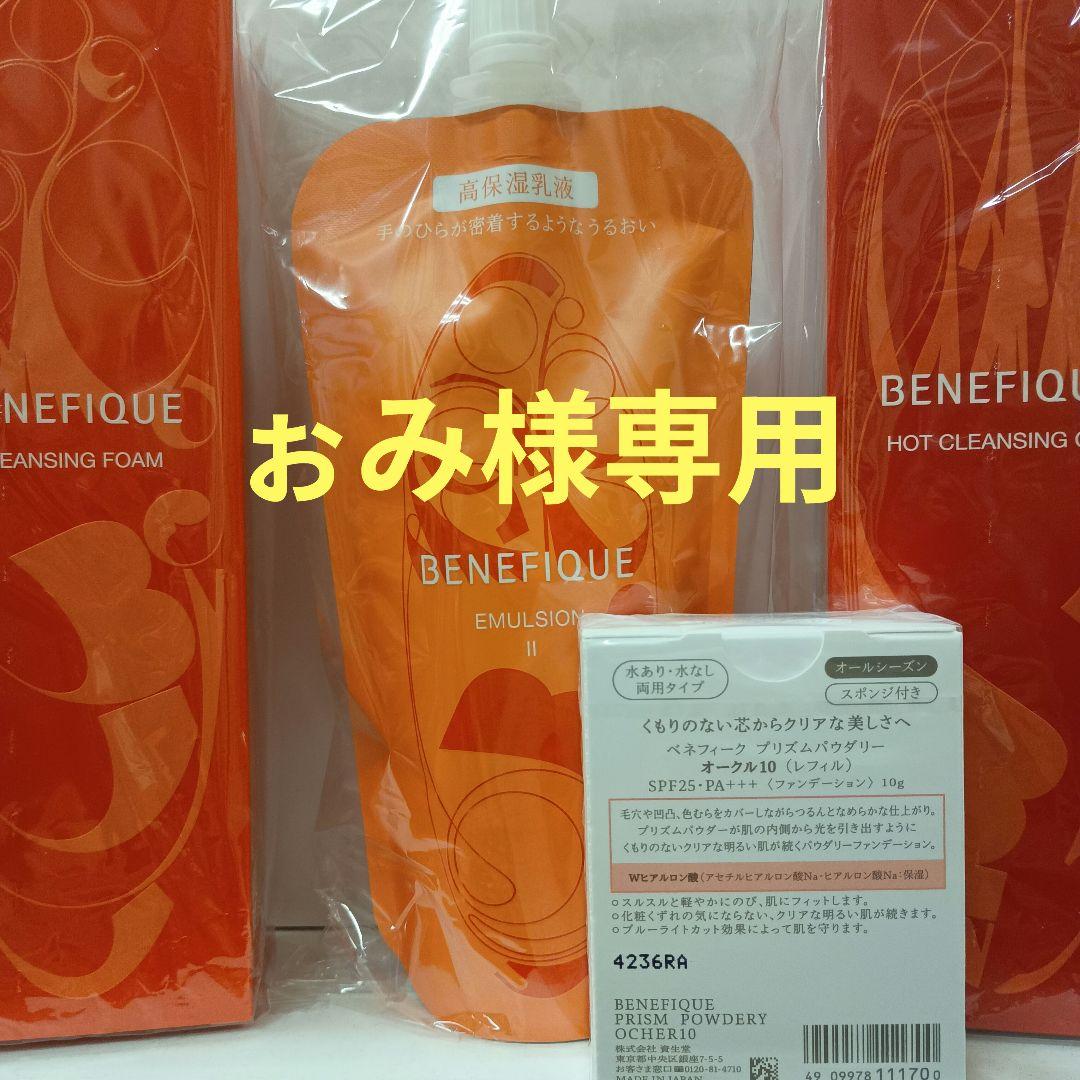 NEFIQUE
EANSING FOAM
高保湿乳液
手のひらが密着するようなうるおい
ぉみ様専用
BENEFIQUE
EMULSION
II
BENEFIQU
HOT CLEANSING
水あり・水なし
両用タイプ
オールシーズン
スポンジ付き
くもりのない芯からクリアな美しさへ
ベネフィーク プリズムパウダリー
オークル10（レフィル）
SPF25・PA+++〈ファンデーション〉10g
毛穴や凹凸、色むらをカバーしながらつるんとなめらかな仕上がり。
プリズムパウダーが肌の内側から光を引き出すように
くもりのないクリアな明るい肌が続くパウダリーファンデーション。
Wヒアルロン酸（アセチルヒアルロン酸Na・ヒアルロン酸Na：保湿）
○スルスルと軽やかにのび、肌にフィットします。
○化粧くずれの気にならない、クリアな明るい肌が続きます。
○ブルーライトカット効果によって肌を守ります。
4236RA
BENEFIQUE
PRISM POWDERY
OCHER10
株式会社 資生堂
東京都中央区銀座7-5-5
お客さま窓口 0120-81-4710
MADE IN JAPAN
49 09978 11170 0